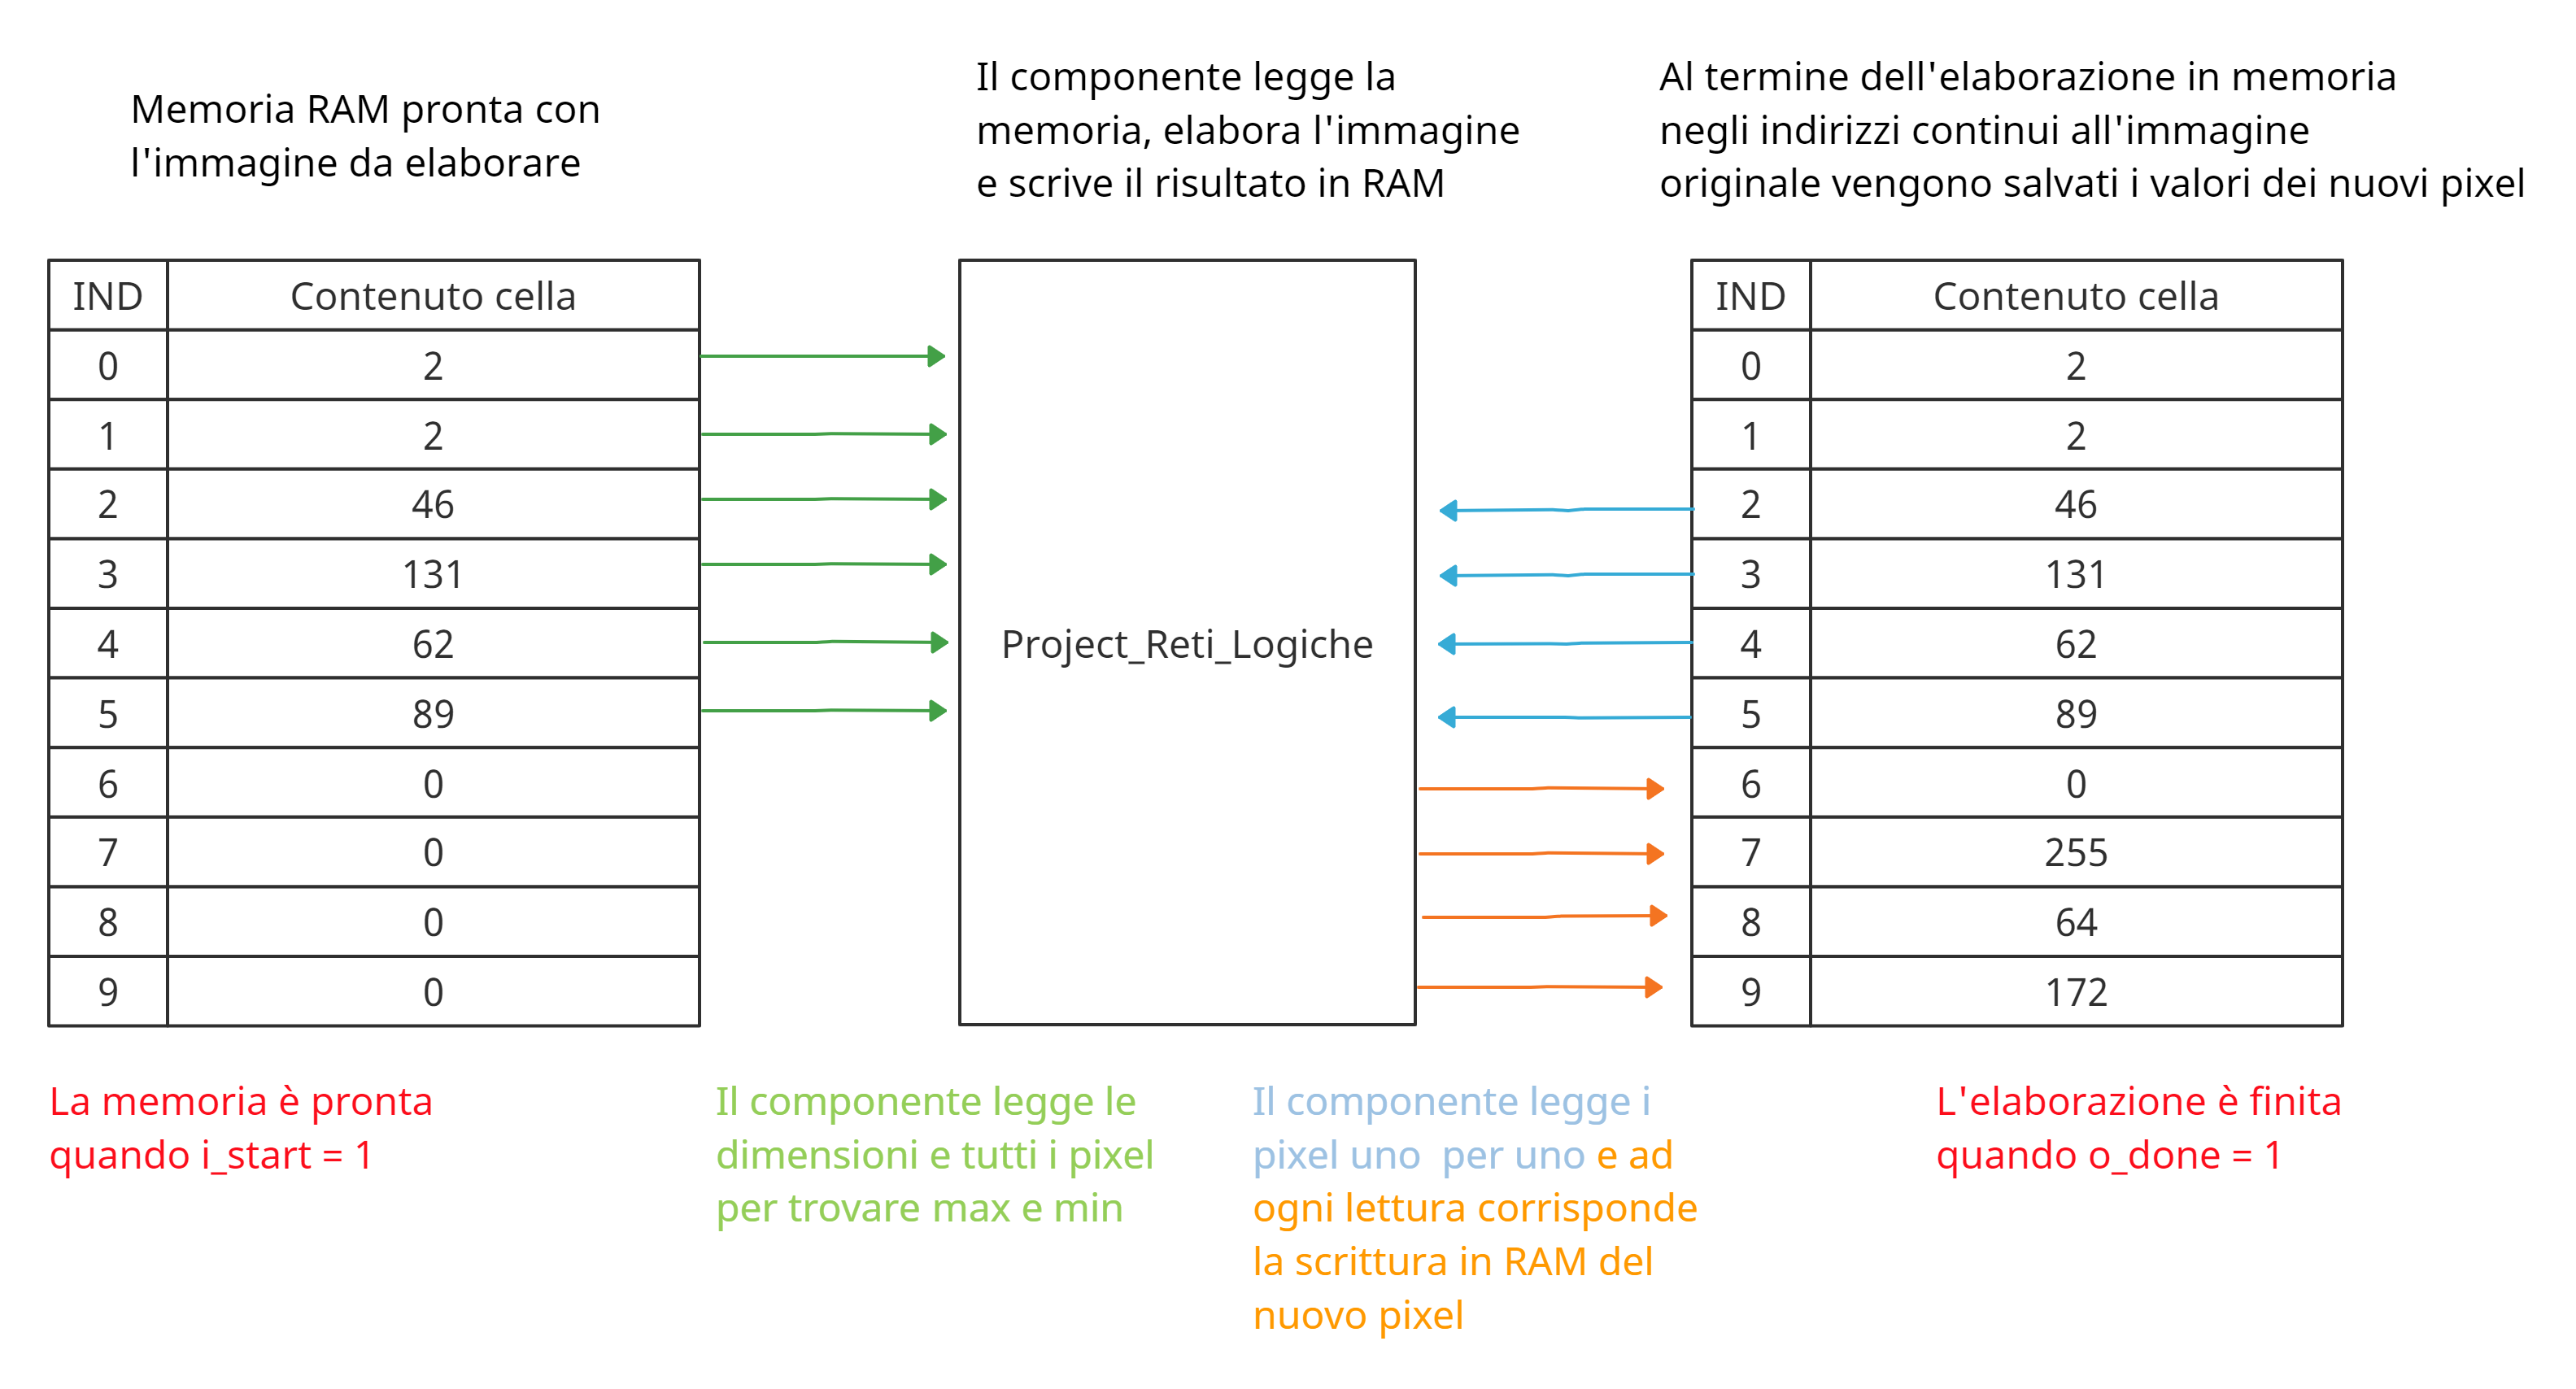 Memoria RAM pronta con
l'immagine da elaborare
Il componente legge la
memoria, elabora l'immagine
e scrive il risultato in RAM
Al termine dell'elaborazione in memoria
negli indirizzi continui all'immagine
originale vengono salvati i valori dei nuovi pixel
IND Contenuto cella
0 2
1 2
2 46
3 131
4 62
5 89
6 0
7 0
8 0
9 0
Project_Reti_Logiche
IND Contenuto cella
0 2
1 2
2 46
3 131
4 62
5 89
6 0
7 255
8 64
9 172
La memoria è pronta
quando i_start = 1
Il componente legge le
dimensioni e tutti i pixel
per trovare max e min
Il componente legge i
pixel uno per uno e ad
ogni lettura corrisponde
la scrittura in RAM del
nuovo pixel
L'elaborazione è finita
quando o_done = 1